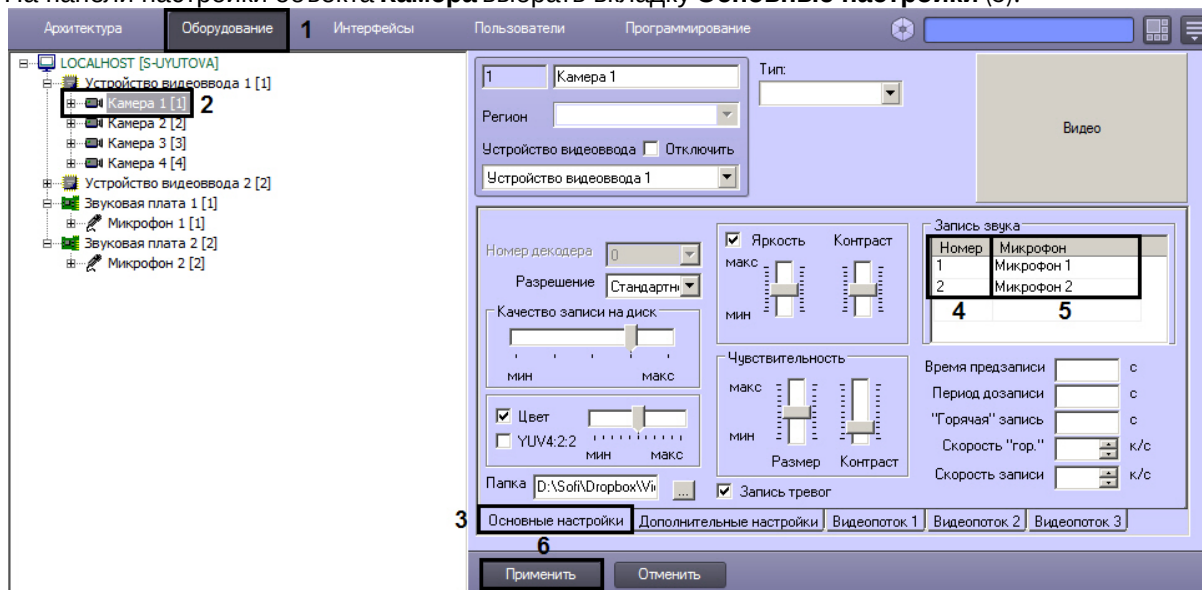 На панели настройки объекта Камера выбрать вкладку Основные настройки (3).
Архитектура Оборудование 1 Интерфейсы Пользователи Программирование
LOCALHOST [S-UYUTOVA]
Устройство видеоввода 1 [1]
Камера 1 [1] 2
Камера 2 [2]
Камера 3 [3]
Камера 4 [4]
Устройство видеоввода 2 [2]
Звуковая плата 1 [1]
Микрофон 1 [1]
Звуковая плата 2 [2]
Микрофон 2 [2]
1 Камера 1
Регион
Устройство видеоввода Отключить
Устройство видеоввода 1
Тип:
Видео
Номер декодера 0
Разрешение Стандартн
Качество записи на диск
мин макс
Цвет
YUV4:2:2
мин макс
Папка D:\Sofi\Dropbox\Vi ...
Яркость Контраст
макс
мин
Чувствительность
макс
мин
Размер Контраст
Запись тревог
Запись звука
Номер Микрофон
1 Микрофон 1
2 Микрофон 2
4 5
Время предзаписи с
Период дозаписи с
"Горячая" запись с
Скорость "гор." к/с
Скорость записи к/с
3 Основные настройки Дополнительные настройки Видеопоток 1 Видеопоток 2 Видеопоток 3
6
Применить Отменить